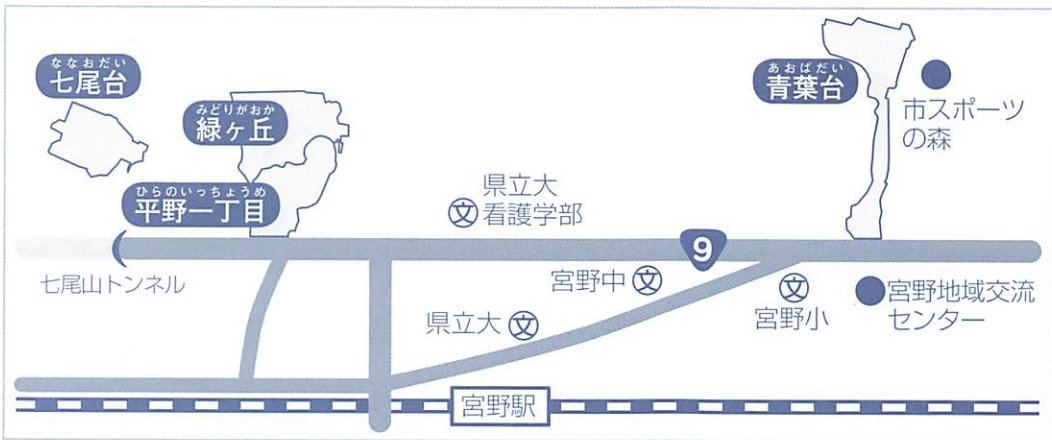 ななおだい
七尾台
みどりがおか
緑ヶ丘
ひらのいっちょうめ
平野一丁目
あおばだい
青葉台
市スポーツ
の森
県立大
文看護学部
9
七尾山トンネル
宮野中文
文
宮野小
宮野地域交流
センター
県立大文
宮野駅